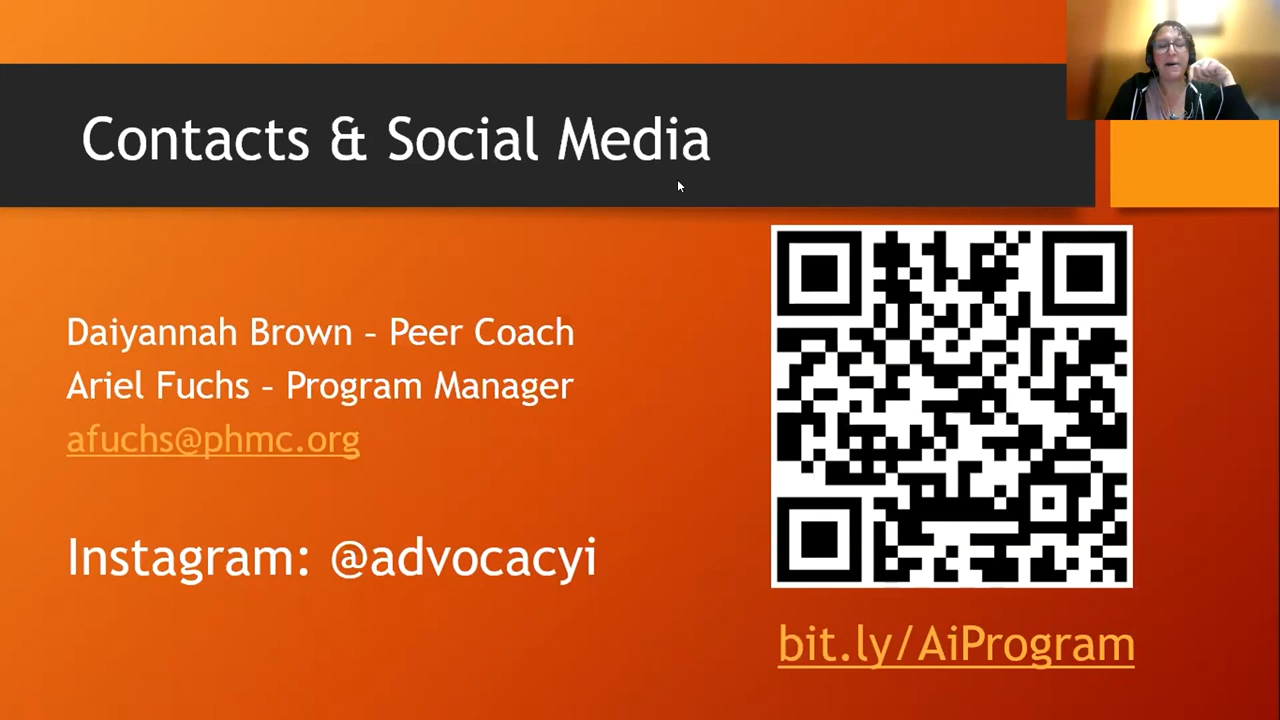 Contacts & Social Media
Daiyannah Brown – Peer Coach
Ariel Fuchs – Program Manager
afuchs@phmc.org
Instagram: @advocacyi
bit.ly/AiProgram